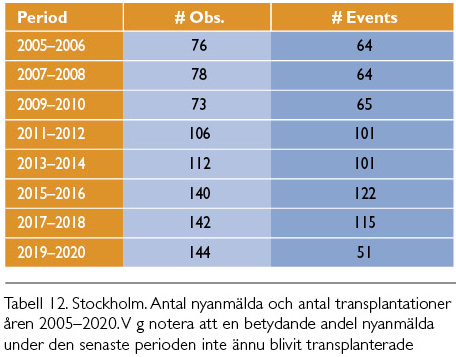 Period # Obs. # Events
2005–2006 76 64
2007–2008 78 64
2009–2010 73 65
2011–2012 106 101
2013–2014 112 101
2015–2016 140 122
2017–2018 142 115
2019–2020 144 51
Tabell 12. Stockholm. Antal nyanmälda och antal transplantationer
åren 2005–2020. V g notera att en betydande andel nyanmälda
under den senaste perioden inte ännu blivit transplanterade